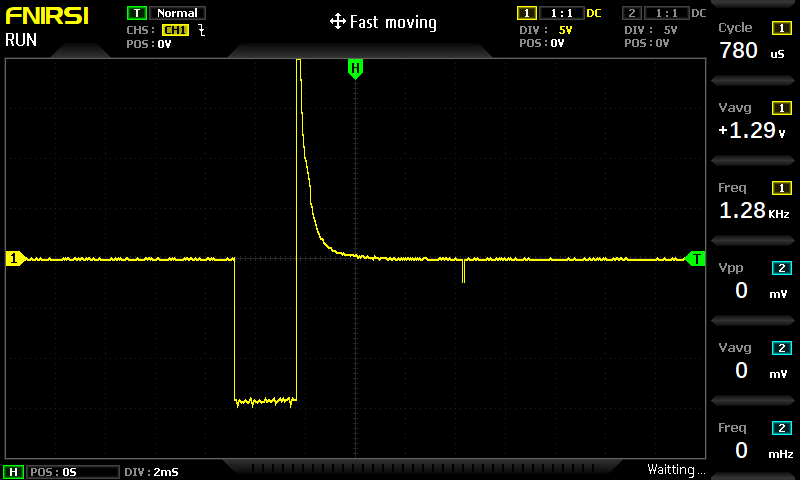 FNIRSI
RUN
T Normal
CHS: CH1
POS: 0V
Fast moving
1 1:1 DC
DIV: 5V
POS: 0V
2 1:1 DC
DIV: 5V
POS: 0V
H
1
T
Cycle 1
780 uS
Vavg 1
+1.29 V
Freq 1
1.28 KHz
Vpp 2
0 mV
Vavg 2
0 mV
Freq 2
0 mHz
H POS: 0S DIV: 2mS
Waitting...